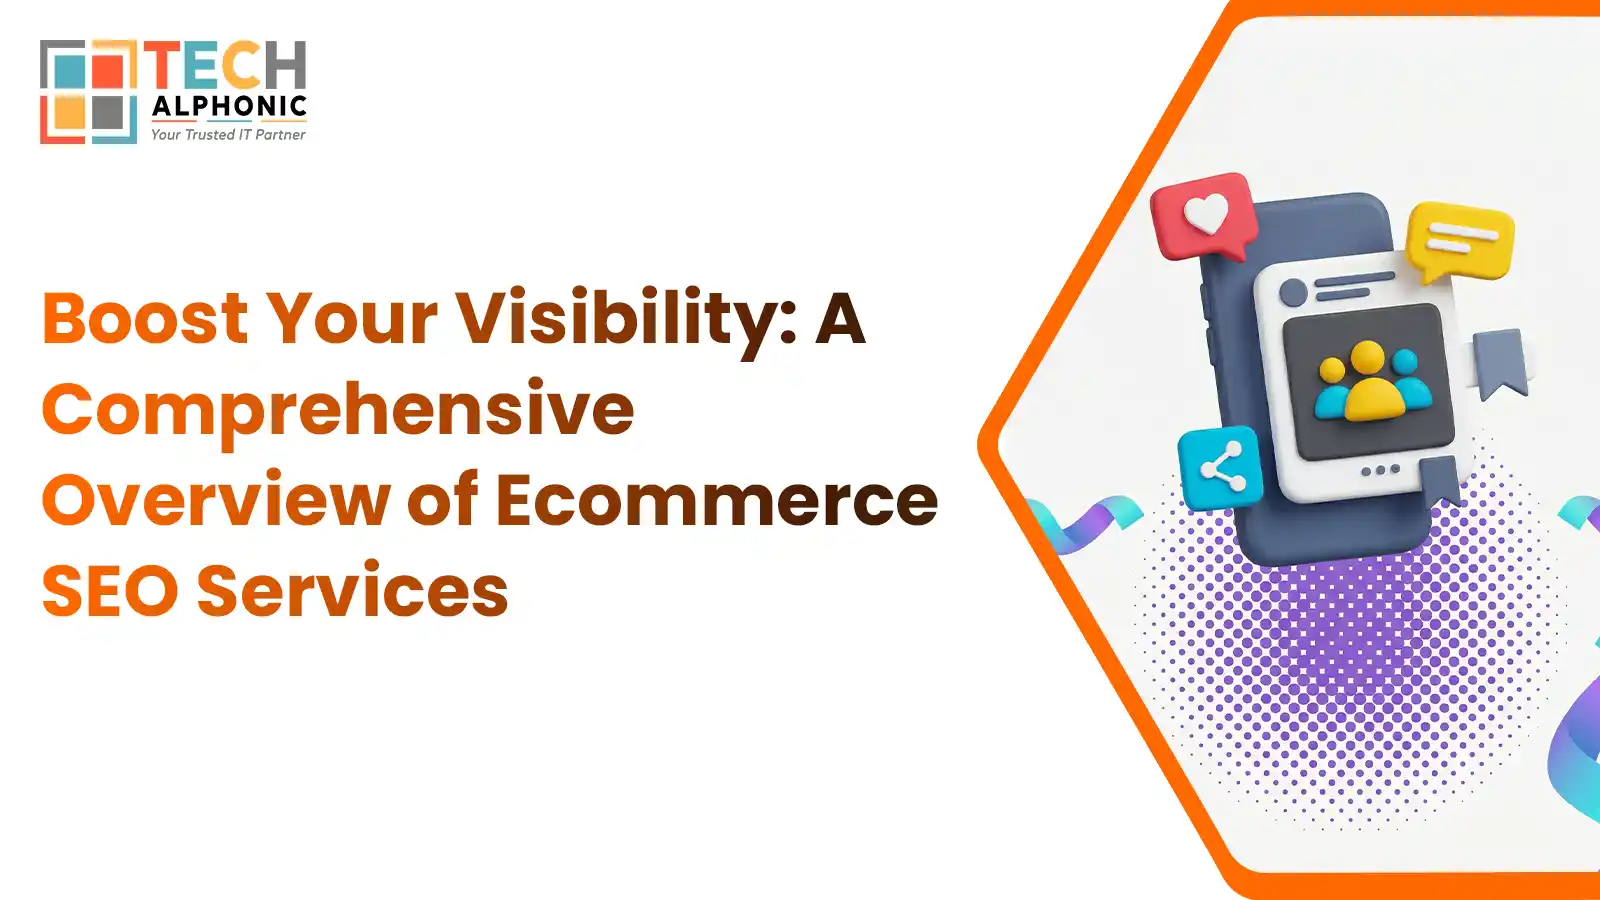 TECH
ALPHONIC
Your Trusted IT Partner
Boost Your Visibility: A
Comprehensive
Overview of Ecommerce
SEO Services